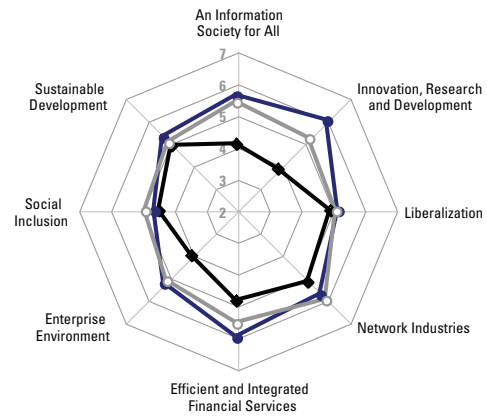 An Information
Society for All
7
6
5
4
3
2
Sustainable
Development
Innovation, Research
and Development
Social
Inclusion
Liberalization
Enterprise
Environment
Network Industries
Efficient and Integrated
Financial Services